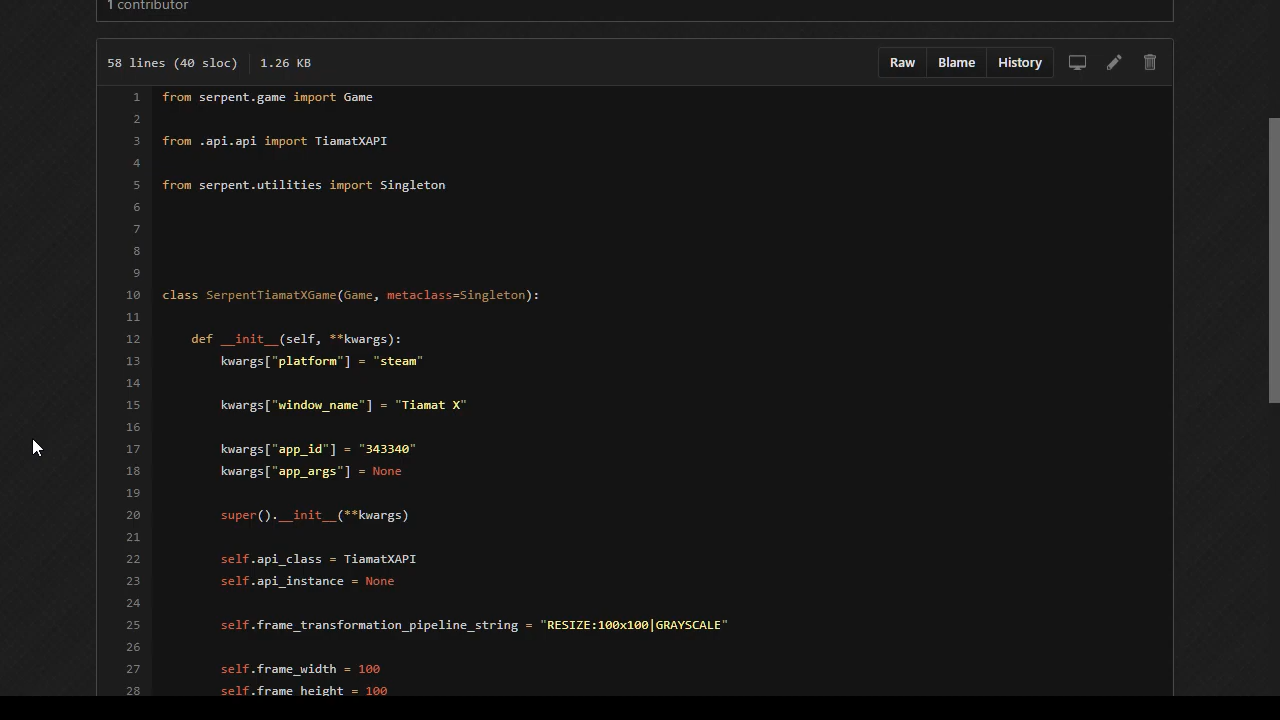 1 contributor
58 lines (40 sloc) 1.26 KB Raw Blame History
1 from serpent.game import Game
2
3 from .api.api import TiamatXAPI
4
5 from serpent.utilities import Singleton
6
7
8
9
10 class SerpentTiamatXGame(Game, metaclass=Singleton):
11
12 def __init__(self, **kwargs):
13 kwargs["platform"] = "steam"
14
15 kwargs["window_name"] = "Tiamat X"
16
17 kwargs["app_id"] = "343340"
18 kwargs["app_args"] = None
19
20 super().__init__(**kwargs)
21
22 self.api_class = TiamatXAPI
23 self.api_instance = None
24
25 self.frame_transformation_pipeline_string = "RESIZE:100x100|GRAYSCALE"
26
27 self.frame_width = 100
28 self.frame_height = 100